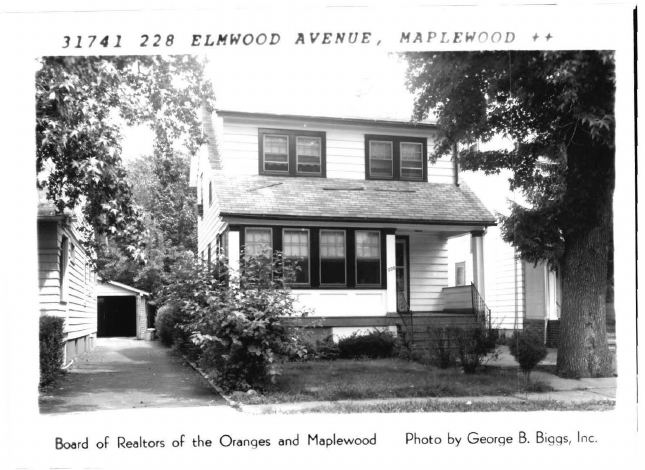 31741 228 ELMWOOD AVENUE, MAPLEWOOD ++
Board of Realtors of the Oranges and Maplewood Photo by George B. Biggs, Inc.